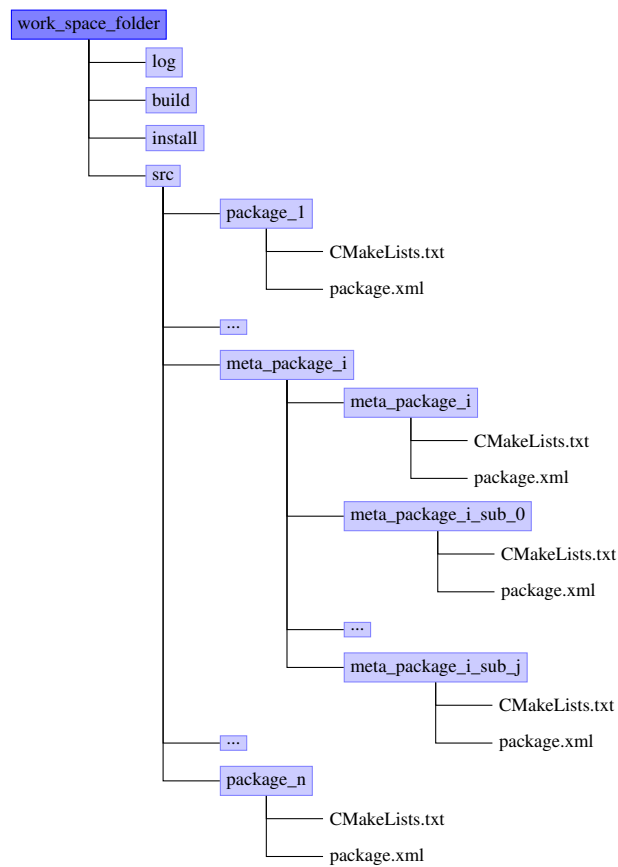 work_space_folder
log
build
install
src
package_1
CMakeLists.txt
package.xml
...
meta_package_i
meta_package_i
CMakeLists.txt
package.xml
meta_package_i_sub_0
CMakeLists.txt
package.xml
...
meta_package_i_sub_j
CMakeLists.txt
package.xml
...
package_n
CMakeLists.txt
package.xml